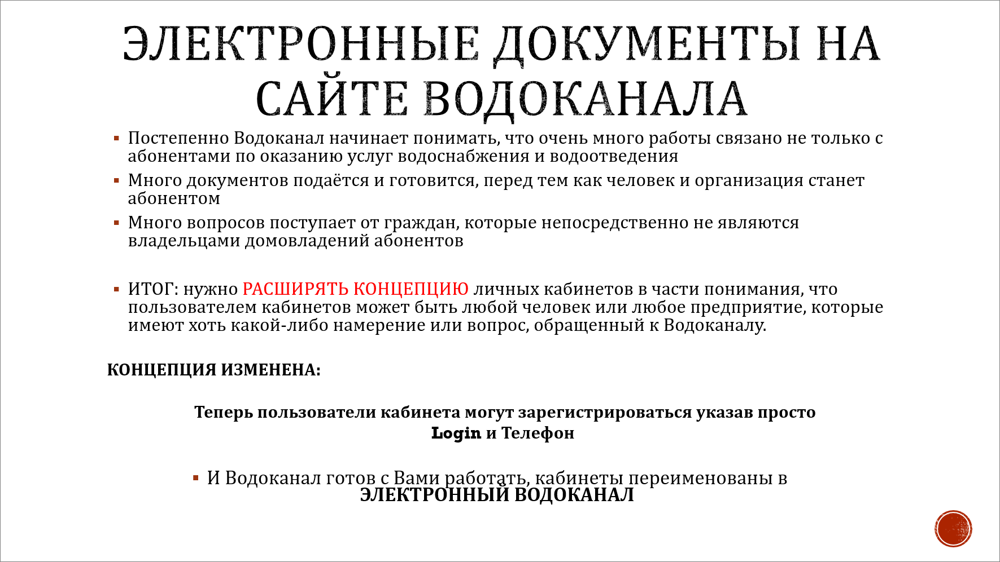 ЭЛЕКТРОННЫЕ ДОКУМЕНТЫ НА
САЙТЕ ВОДОКАНАЛА
▪ Постепенно Водоканал начинает понимать, что очень много работы связано не только с
абонентами по оказанию услуг водоснабжения и водоотведения
▪ Много документов подаётся и готовится, перед тем как человек и организация станет
абонентом
▪ Много вопросов поступает от граждан, которые непосредственно не являются
владельцами домовладений абонентов
▪ ИТОГ: нужно РАСШИРЯТЬ КОНЦЕПЦИЮ личных кабинетов в части понимания, что
пользователем кабинетов может быть любой человек или любое предприятие, которые
имеют хоть какой-либо намерение или вопрос, обращенный к Водоканалу.
КОНЦЕПЦИЯ ИЗМЕНЕНА:
Теперь пользователи кабинета могут зарегистрироваться указав просто
Login и Телефон
▪ И Водоканал готов с Вами работать, кабинеты переименованы в
ЭЛЕКТРОННЫЙ ВОДОКАНАЛ